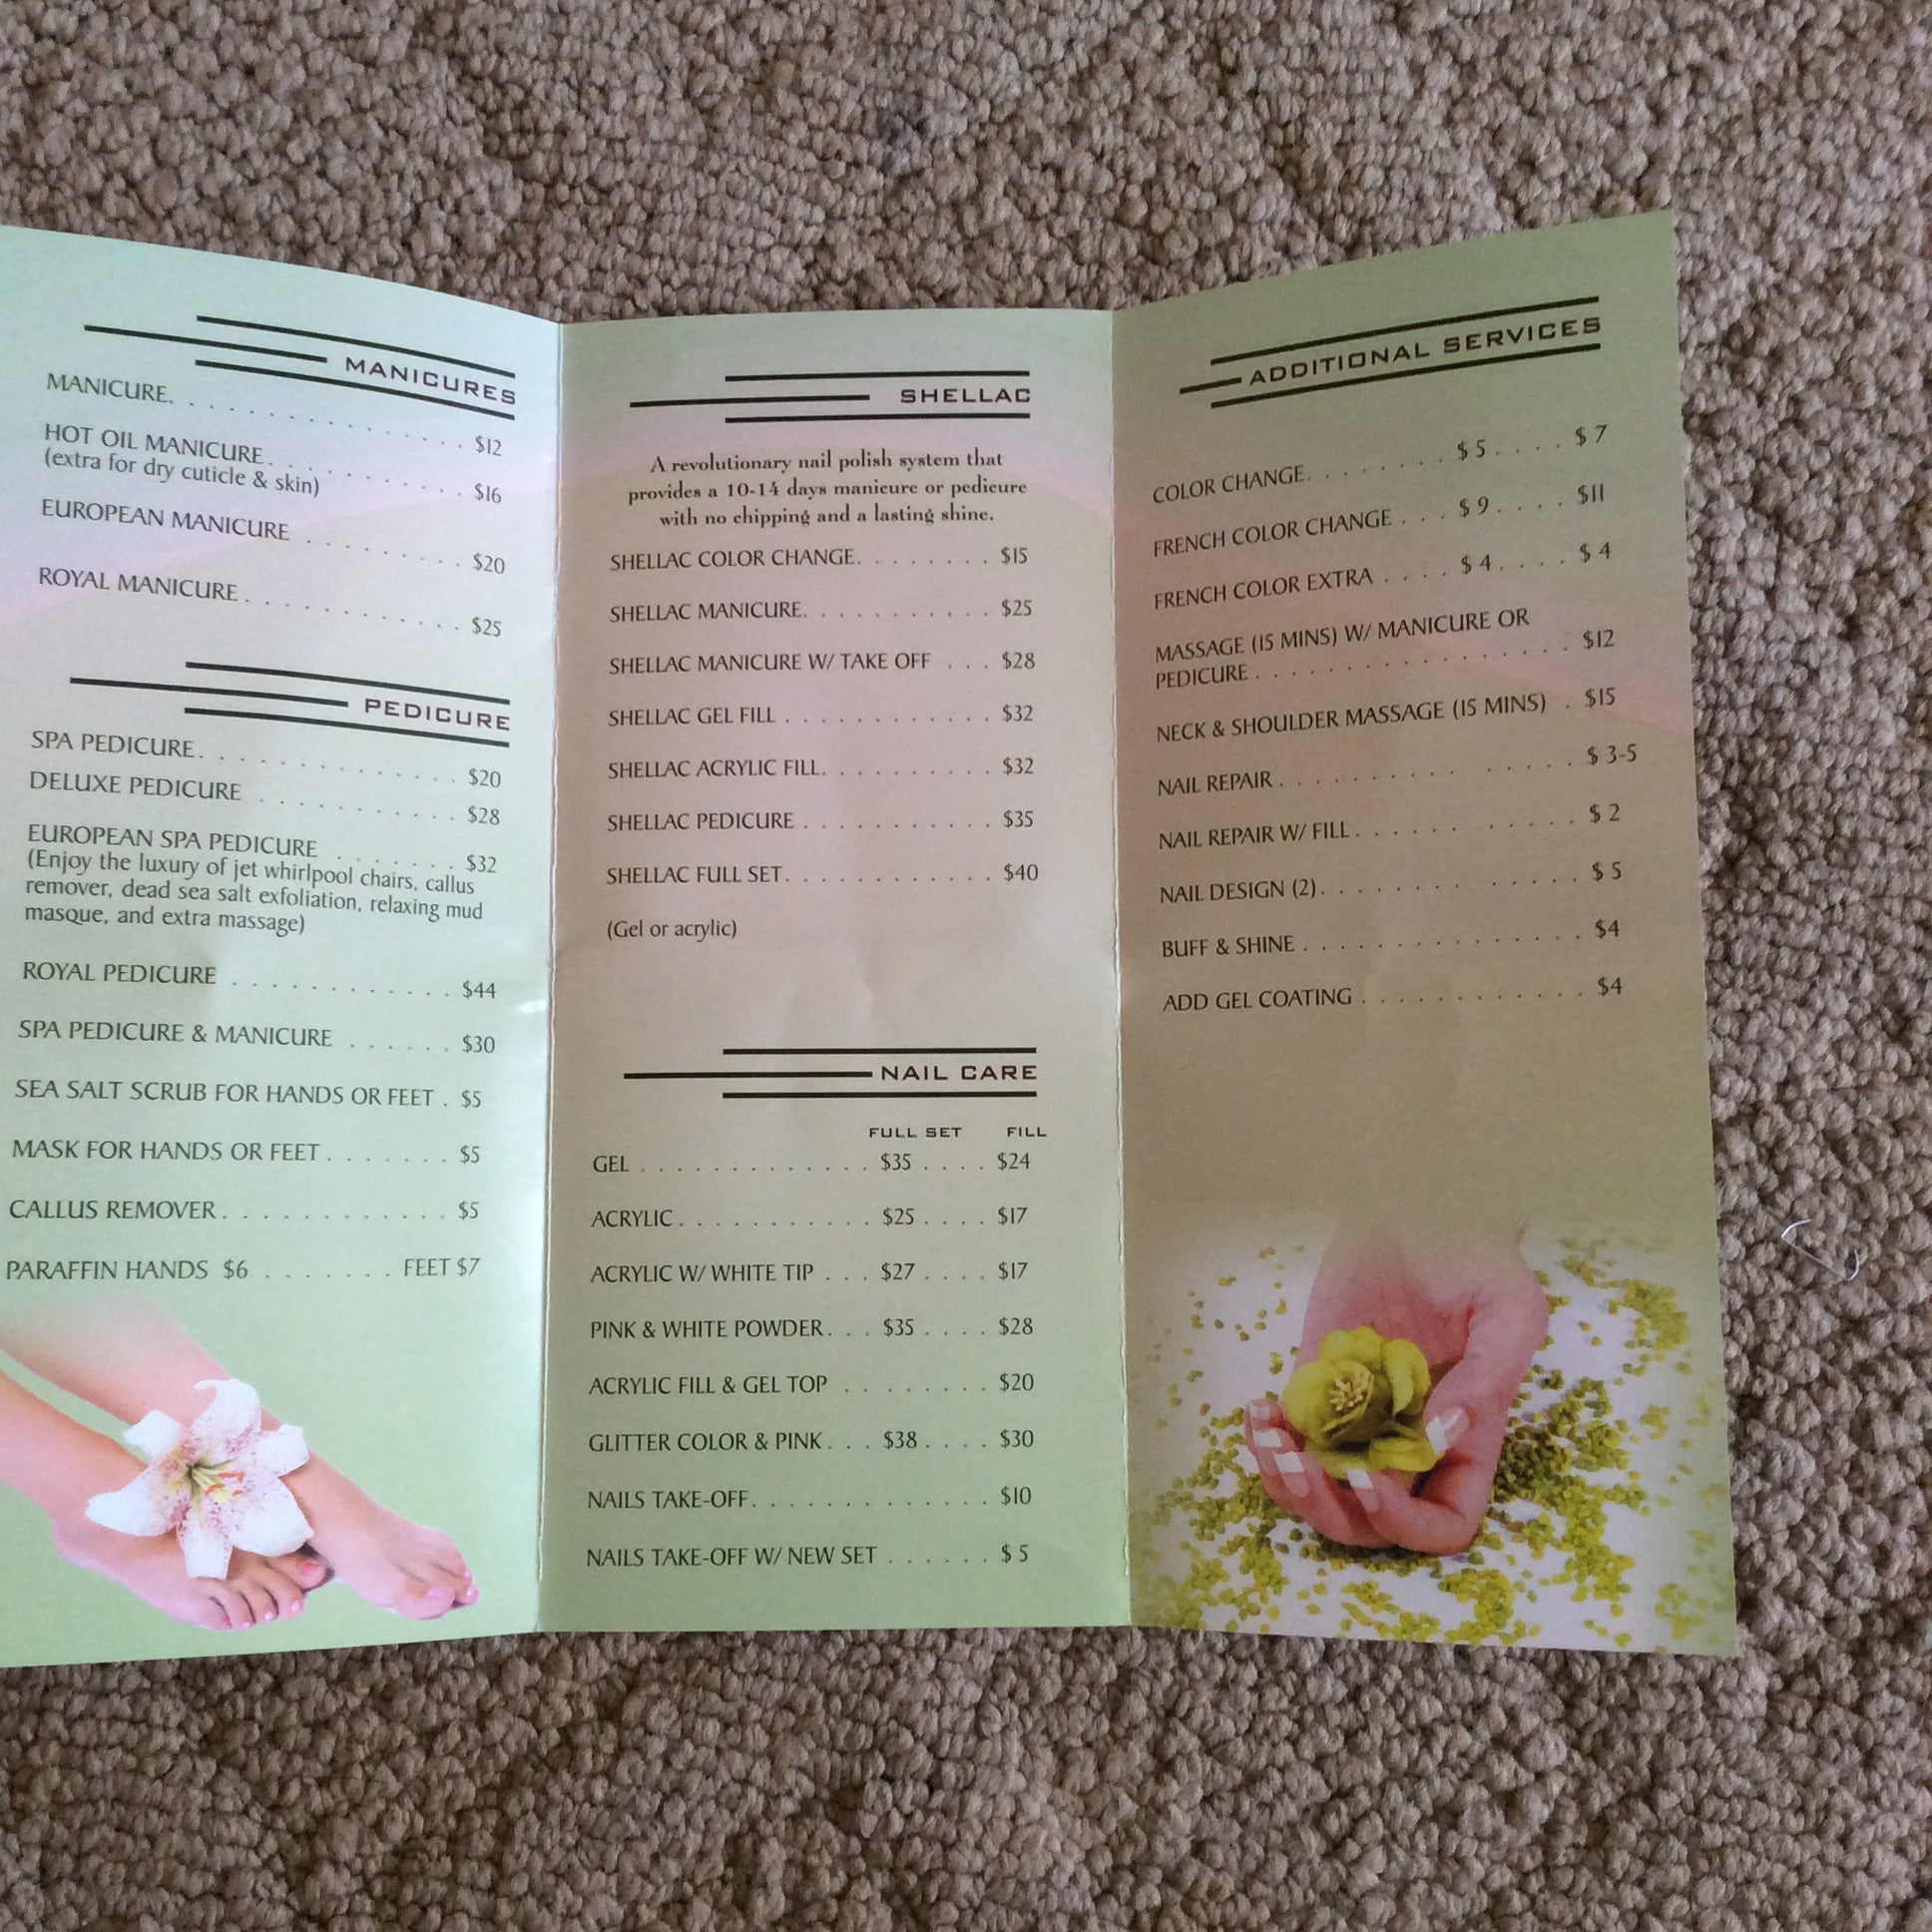 MANICURES
MANICURE. . . . . . . . . . . . . . . $12
HOT OIL MANICURE. . . . . . . . . . . $16
(extra for dry cuticle & skin)
EUROPEAN MANICURE . . . . . . . . . . $20
ROYAL MANICURE. . . . . . . . . . . . $25
PEDICURE
SPA PEDICURE. . . . . . . . . . . . . $20
DELUXE PEDICURE . . . . . . . . . . . $28
EUROPEAN SPA PEDICURE . . . . . . . $32
(Enjoy the luxury of jet whirlpool chairs, callus
remover, dead sea salt exfoliation, relaxing mud
masque, and extra massage)
ROYAL PEDICURE . . . . . . . . . . . . $44
SPA PEDICURE & MANICURE . . . . . . $30
SEA SALT SCRUB FOR HANDS OR FEET . $5
MASK FOR HANDS OR FEET . . . . . . . $5
CALLUS REMOVER. . . . . . . . . . . . $5
PARAFFIN HANDS $6 . . . . . . . FEET $7
SHELLAC
A revolutionary nail polish system that
provides a 10-14 days manicure or pedicure
with no chipping and a lasting shine.
SHELLAC COLOR CHANGE. . . . . . . . $15
SHELLAC MANICURE. . . . . . . . . . . $25
SHELLAC MANICURE W/ TAKE OFF . . . $28
SHELLAC GEL FILL . . . . . . . . . . . . $32
SHELLAC ACRYLIC FILL. . . . . . . . . . $32
SHELLAC PEDICURE . . . . . . . . . . . $35
SHELLAC FULL SET. . . . . . . . . . . . $40
(Gel or acrylic)
NAIL CARE
FULL SET FILL
GEL . . . . . . . . . . . . . . $35 . . . . $24
ACRYLIC. . . . . . . . . . . $25 . . . . $17
ACRYLIC W/ WHITE TIP . . . $27 . . . . $17
PINK & WHITE POWDER. . . $35 . . . . $28
ACRYLIC FILL & GEL TOP . . . . . . . . $20
GLITTER COLOR & PINK. . . $38 . . . . $30
NAILS TAKE-OFF. . . . . . . . . . . . . $10
NAILS TAKE-OFF W/ NEW SET . . . . . . $ 5
ADDITIONAL SERVICES
COLOR CHANGE. . . . . . . . $ 5 . . . . $ 7
FRENCH COLOR CHANGE . . . $ 9 . . . . $11
FRENCH COLOR EXTRA . . . . $ 4 . . . . $ 4
MASSAGE (15 MINS) W/ MANICURE OR
PEDICURE . . . . . . . . . . . . . . . . $12
NECK & SHOULDER MASSAGE (15 MINS) . $15
NAIL REPAIR . . . . . . . . . . . . . . . $ 3-5
NAIL REPAIR W/ FILL . . . . . . . . . . . $ 2
NAIL DESIGN (2). . . . . . . . . . . . . $ 5
BUFF & SHINE . . . . . . . . . . . . . . . $4
ADD GEL COATING . . . . . . . . . . . . $4